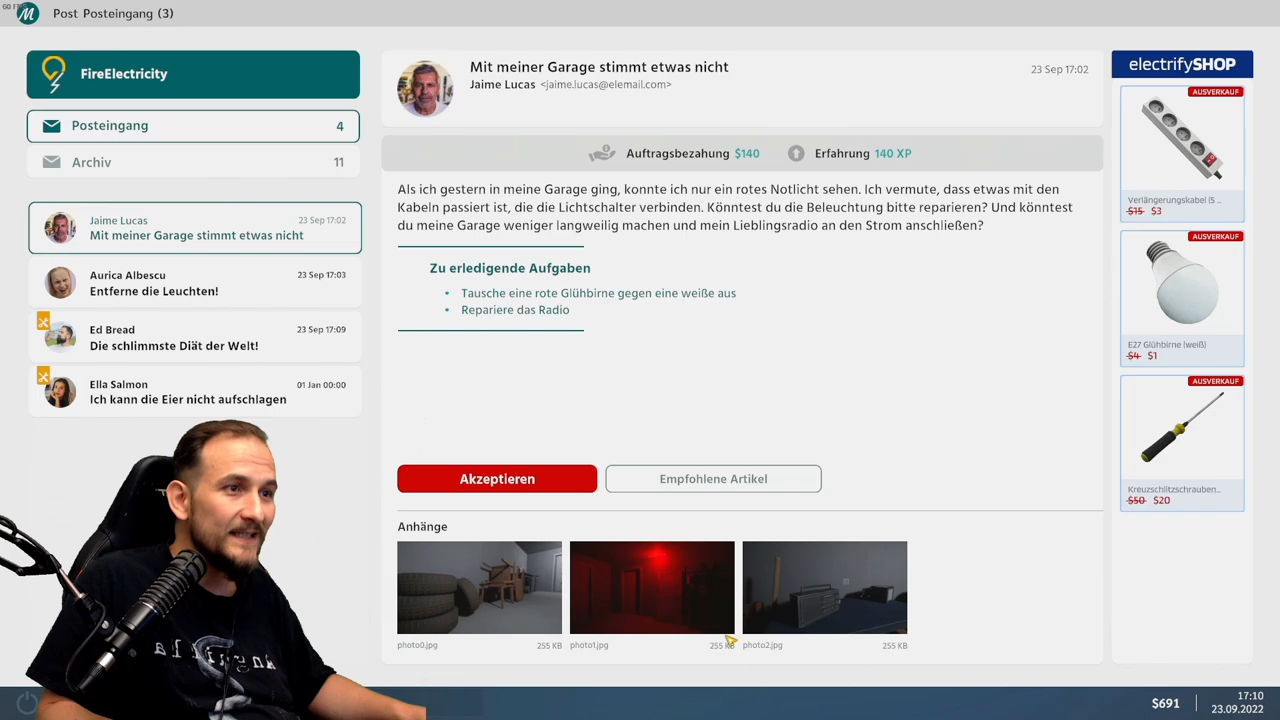 60 FPS
Post Posteingang (3)
FireElectricity
Posteingang 4
Archiv 11
Jaime Lucas 23 Sep 17:02
Mit meiner Garage stimmt etwas nicht
Aurica Albescu 23 Sep 17:03
Entferne die Leuchten!
Ed Bread 23 Sep 17:09
Die schlimmste Diät der Welt!
Ella Salmon 01 Jan 00:00
Ich kann die Eier nicht aufschlagen
Mit meiner Garage stimmt etwas nicht
Jaime Lucas <jaime.lucas@elemail.com>
23 Sep 17:02
Auftragsbezahung $140 Erfahrung 140 XP
Als ich gestern in meine Garage ging, konnte ich nur ein rotes Notlicht sehen. Ich vermute, dass etwas mit den
Kabeln passiert ist, die die Lichtschalter verbinden. Könntest du die Beleuchtung bitte reparieren? Und könntest
du meine Garage weniger langweilig machen und mein Lieblingsradio an den Strom anschließen?
Zu erledigende Aufgaben
• Tausche eine rote Glühbirne gegen eine weiße aus
• Repariere das Radio
Akzeptieren
Empfohlene Artikel
Anhänge
photo0.jpg 255 KB
photo1.jpg 255 KB
photo2.jpg 255 KB
electrifySHOP
AUSVERKAUF
Verlängerungskabel (5 ...
$15 $3
AUSVERKAUF
E27 Glühbirne (weiß)
$4 $1
AUSVERKAUF
Kreuzschlitzschrauben...
$50 $20
$691
17:10
23.09.2022